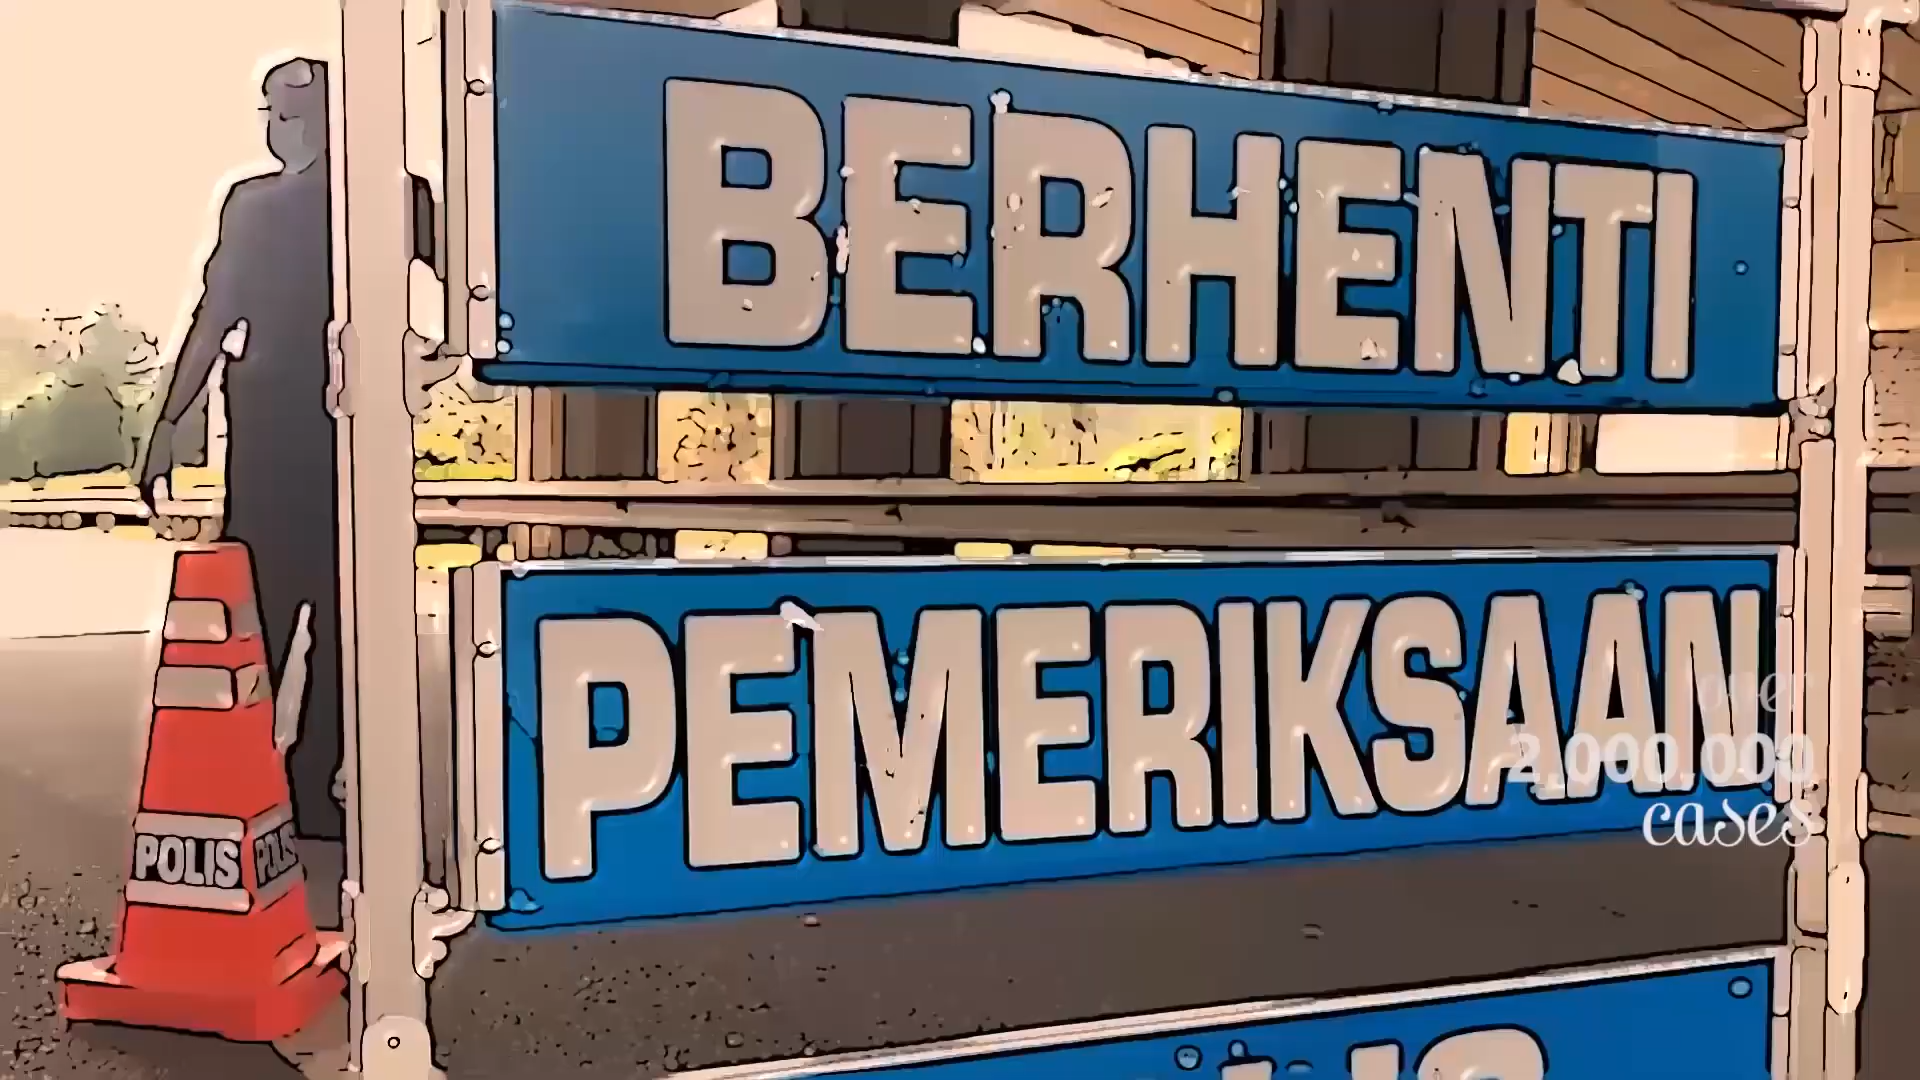 BERHENTI
PEMERIKSAAN
over
2,000,000
cases
POLIS
POLIS